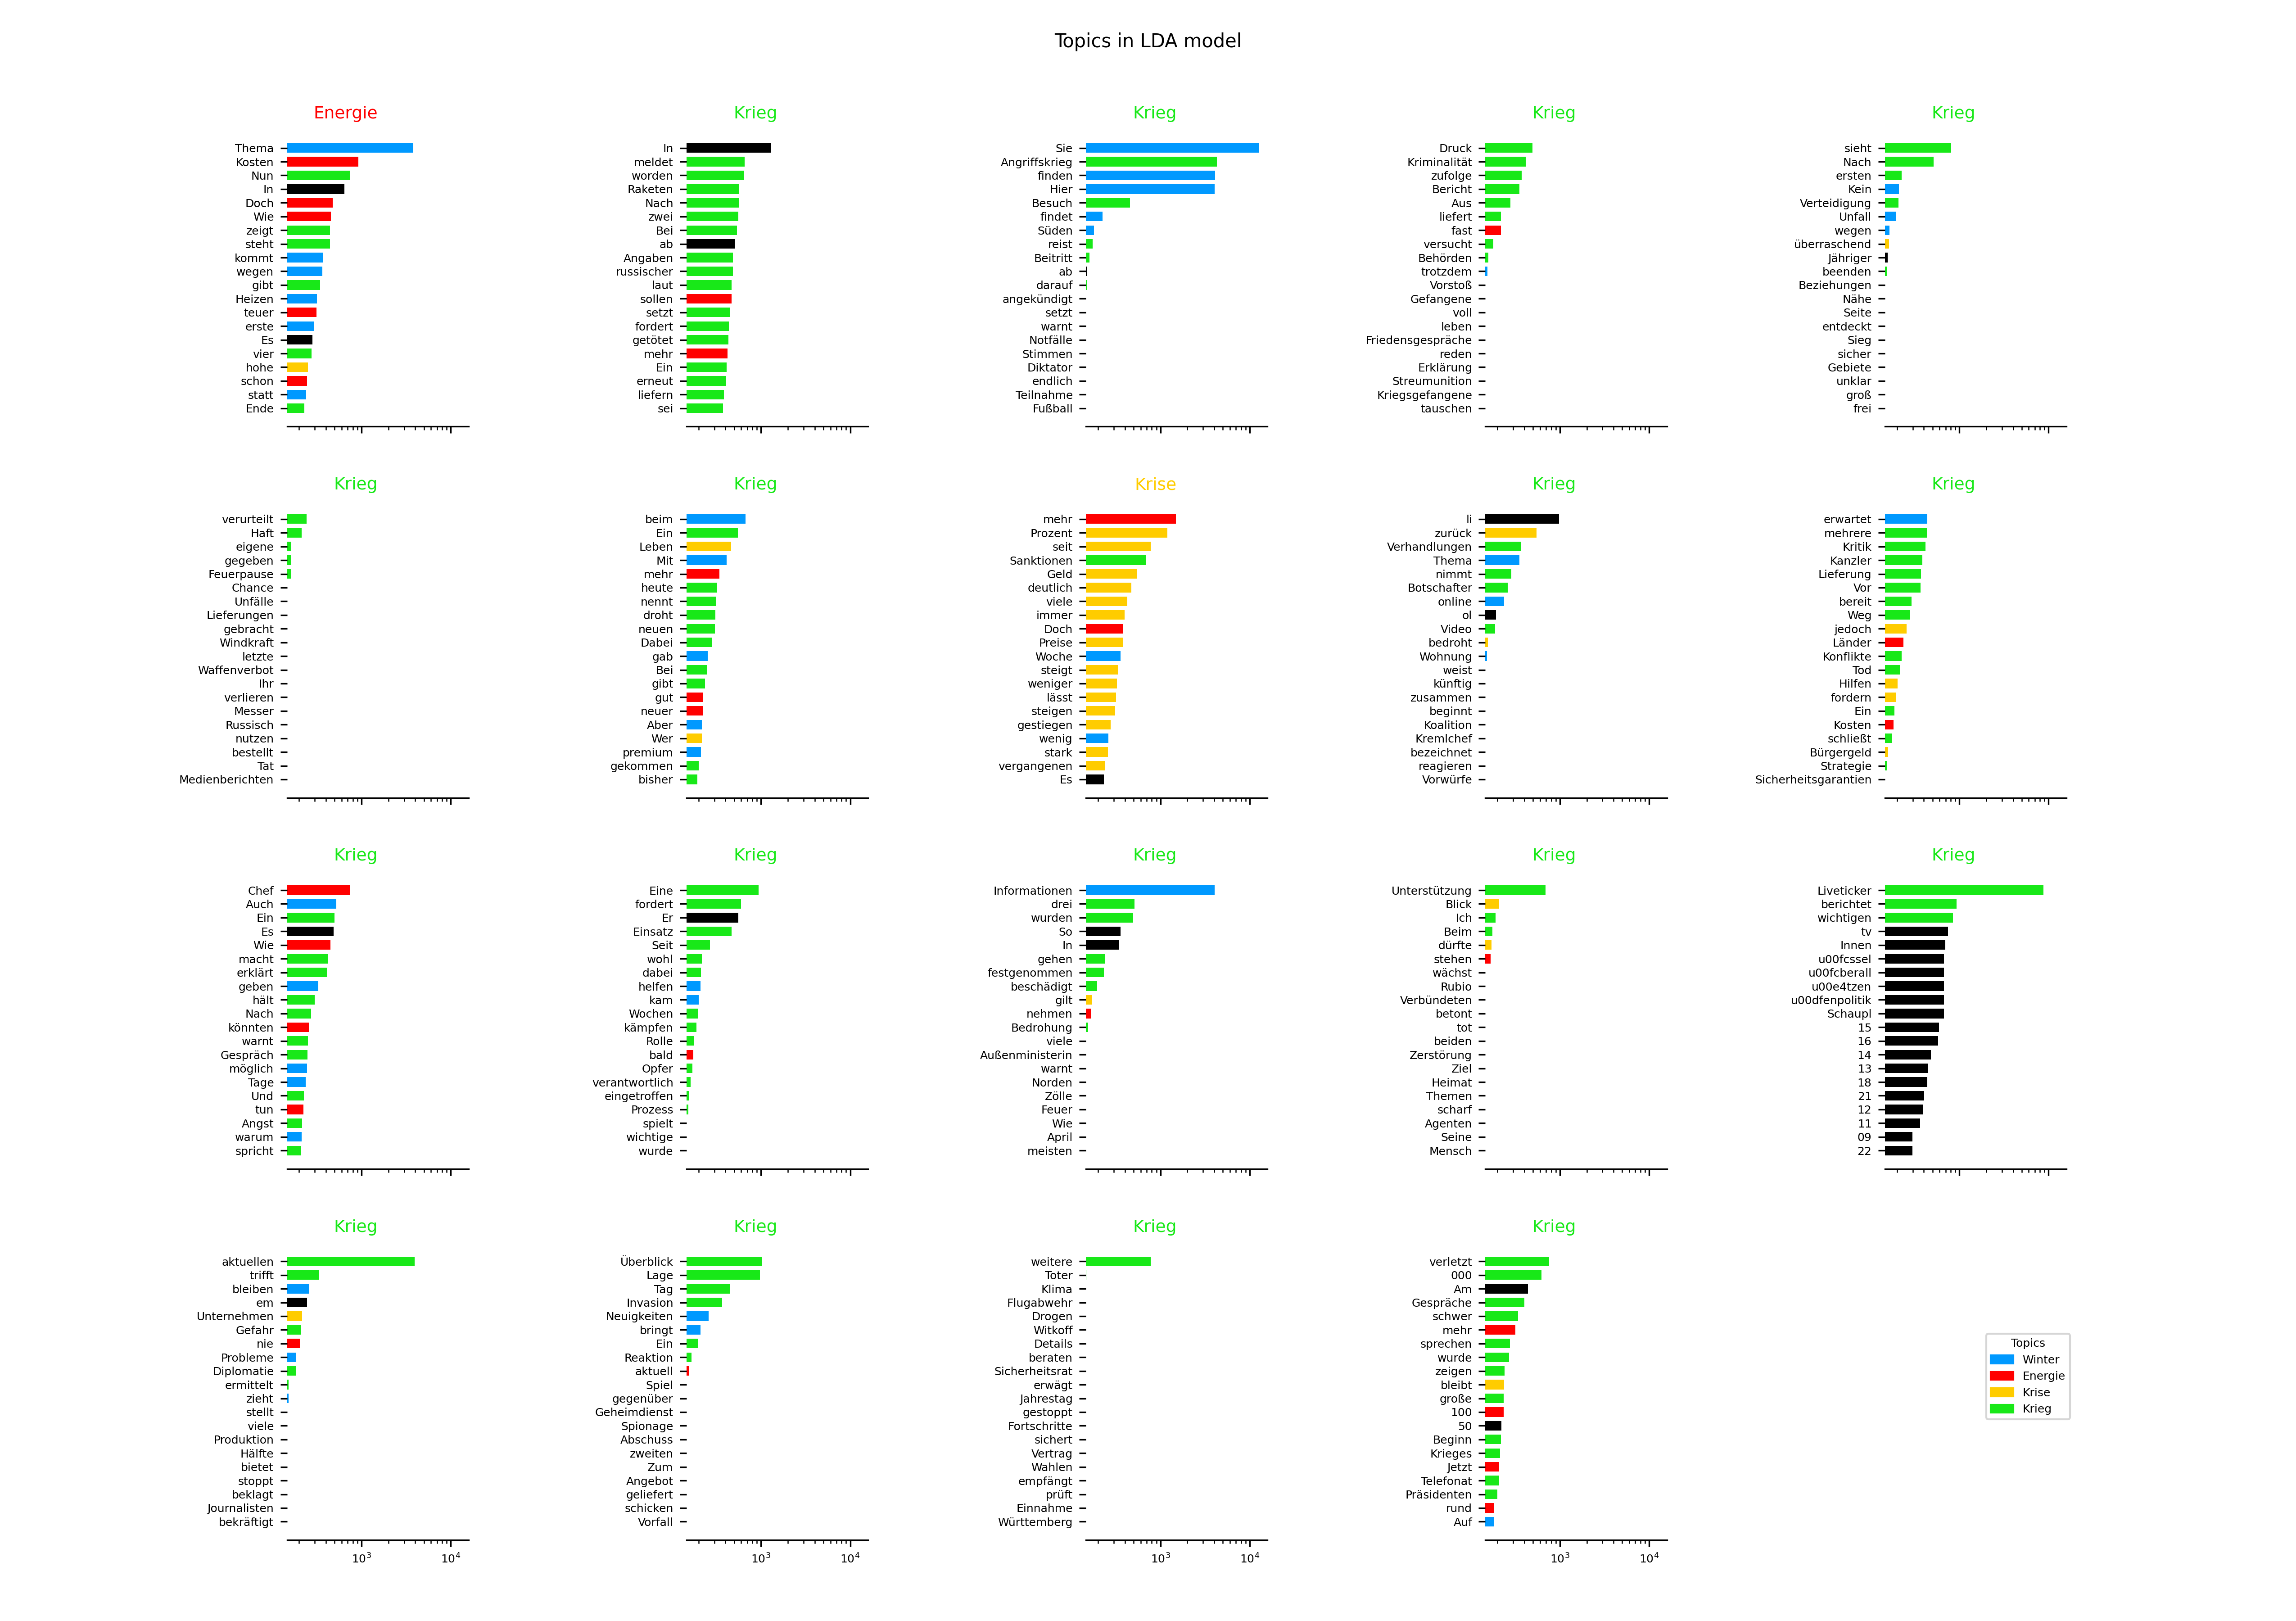 Topics in LDA model
Energie
Thema
Kosten
Nun
In
Doch
Wie
zeigt
steht
kommt
wegen
gibt
Heizen
teuer
erste
Es
vier
hohe
schon
statt
Ende
Krieg
In
meldet
worden
Raketen
Nach
zwei
Bei
ab
Angaben
russischer
laut
sollen
setzt
fordert
getötet
mehr
Ein
erneut
liefern
sei
Krieg
Sie
Angriffskrieg
finden
Hier
Besuch
findet
Süden
reist
Beitritt
ab
darauf
angekündigt
setzt
warnt
Notfälle
Stimmen
Diktator
endlich
Teilnahme
Fußball
Krieg
Druck
Kriminalität
zufolge
Bericht
Aus
liefert
fast
versucht
Behörden
trotzdem
Vorstoß
Gefangene
voll
leben
Friedensgespräche
reden
Erklärung
Streumunition
Kriegsgefangene
tauschen
Krieg
sieht
Nach
ersten
Kein
Verteidigung
Unfall
wegen
überraschend
Jähriger
beenden
Beziehungen
Nähe
Seite
entdeckt
Sieg
sicher
Gebiete
unklar
groß
frei
Krieg
verurteilt
Haft
eigene
gegeben
Feuerpause
Chance
Unfälle
Lieferungen
gebracht
Windkraft
letzte
Waffenverbot
Ihr
verlieren
Messer
Russisch
nutzen
bestellt
Tat
Medienberichten
Krieg
beim
Ein
Leben
Mit
mehr
heute
nennt
droht
neuen
Dabei
gab
Bei
gibt
gut
neuer
Aber
Wer
premium
gekommen
bisher
Krise
mehr
Prozent
seit
Sanktionen
Geld
deutlich
viele
immer
Doch
Preise
Woche
steigt
weniger
lässt
steigen
gestiegen
wenig
stark
vergangenen
Es
Krieg
li
zurück
Verhandlungen
Thema
nimmt
Botschafter
online
ol
Video
bedroht
Wohnung
weist
künftig
zusammen
beginnt
Koalition
Kremlchef
bezeichnet
reagieren
Vorwürfe
Krieg
erwartet
mehrere
Kritik
Kanzler
Lieferung
Vor
bereit
Weg
jedoch
Länder
Konflikte
Tod
Hilfen
fordern
Ein
Kosten
schließt
Bürgergeld
Strategie
Sicherheitsgarantien
Krieg
Chef
Auch
Ein
Es
Wie
macht
erklärt
geben
hält
Nach
könnten
warnt
Gespräch
möglich
Tage
Und
tun
Angst
warum
spricht
Krieg
Eine
fordert
Er
Einsatz
Seit
wohl
dabei
helfen
kam
Wochen
kämpfen
Rolle
bald
Opfer
verantwortlich
eingetroffen
Prozess
spielt
wichtige
wurde
Krieg
Informationen
drei
wurden
So
In
gehen
festgenommen
beschädigt
gilt
nehmen
Bedrohung
viele
Außenministerin
warnt
Norden
Zölle
Feuer
Wie
April
meisten
Krieg
Unterstützung
Blick
Ich
Beim
dürfte
stehen
wächst
Rubio
Verbündeten
betont
tot
beiden
Zerstörung
Ziel
Heimat
Themen
scharf
Agenten
Seine
Mensch
Krieg
Liveticker
berichtet
wichtigen
tv
Innen
u00fcssel
u00fcberall
u00e4tzen
u00dfenpolitik
Schaupl
15
16
14
13
18
21
12
11
09
22
Krieg
aktuellen
trifft
bleiben
em
Unternehmen
Gefahr
nie
Probleme
Diplomatie
ermittelt
zieht
stellt
viele
Produktion
Hälfte
bietet
stoppt
beklagt
Journalisten
bekräftigt
10³ 10⁴
Krieg
Überblick
Lage
Tag
Invasion
Neuigkeiten
bringt
Ein
Reaktion
aktuell
Spiel
gegenüber
Geheimdienst
Spionage
Abschuss
zweiten
Zum
Angebot
geliefert
schicken
Vorfall
10³ 10⁴
Krieg
weitere
Toter
Klima
Flugabwehr
Drogen
Witkoff
Details
beraten
Sicherheitsrat
erwägt
Jahrestag
gestoppt
Fortschritte
sichert
Vertrag
Wahlen
empfängt
prüft
Einnahme
Württemberg
10³ 10⁴
Krieg
verletzt
000
Am
Gespräche
schwer
mehr
sprechen
wurde
zeigen
bleibt
große
100
50
Beginn
Krieges
Jetzt
Telefonat
Präsidenten
rund
Auf
10³ 10⁴
Topics
Winter
Energie
Krise
Krieg